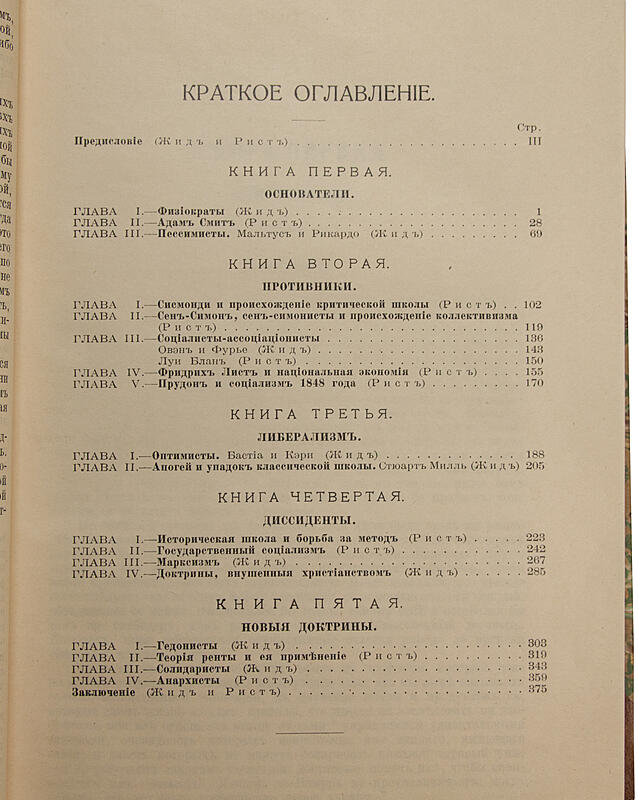 КРАТКОЕ ОГЛАВЛЕНІЕ.
Стр.
Предисловіе (Жидъ и Ристъ) . . . . . . . . . . . . . . . . . . III
КНИГА ПЕРВАЯ.
ОСНОВАТЕЛИ.
ГЛАВА I.—Физіократы (Жидъ) . . . . . . . . . . . . . . . . . 1
ГЛАВА II.—Адамъ Смитъ (Ристъ) . . . . . . . . . . . . . . . . 28
ГЛАВА III.—Пессимисты. Мальтусъ и Рикардо (Жидъ) . . . . . . . 69
КНИГА ВТОРАЯ.
ПРОТИВНИКИ.
ГЛАВА I.—Сисмонди и происхожденіе критической школы (Ристъ) . . 102
ГЛАВА II.—Сенъ-Симонъ, сенъ-симонисты и происхожденіе коллективизма
(Ристъ) . . . . . . . . . . . . . . . . . . . . . . . 119
ГЛАВА III.—Соціалисты-ассоціаціонисты . . . . . . . . . . . . . . 136
Овэнъ и Фурье (Жидъ) . . . . . . . . . . . . . . . 143
Луи Бланъ (Ристъ) . . . . . . . . . . . . . . . . . 150
ГЛАВА IV.—Фридрихъ Листъ и національная экономія (Ристъ) . . . . 155
ГЛАВА V.—Прудонъ и соціализмъ 1848 года (Ристъ) . . . . . . . 170
КНИГА ТРЕТЬЯ.
ЛИБЕРАЛИЗМЪ.
ГЛАВА I.—Оптимисты. Бастіа и Кэри (Жидъ) . . . . . . . . . . . 188
ГЛАВА II.—Апогей и упадокъ классической школы. Стюартъ Милль (Жидъ) 205
КНИГА ЧЕТВЕРТАЯ.
ДИССИДЕНТЫ.
ГЛАВА I.—Историческая школа и борьба за методъ (Ристъ) . . . . . 223
ГЛАВА II.—Государственный соціализмъ (Ристъ) . . . . . . . . . . 242
ГЛАВА III.—Марксизмъ (Жидъ) . . . . . . . . . . . . . . . . . 267
ГЛАВА IV.—Доктрины, внушенныя христіанствомъ (Жидъ) . . . . . . 285
КНИГА ПЯТАЯ.
НОВЫЯ ДОКТРИНЫ.
ГЛАВА I.—Гедонисты (Жидъ) . . . . . . . . . . . . . . . . . . 303
ГЛАВА II.—Теорія ренты и ея примѣненіе (Ристъ) . . . . . . . . . 319
ГЛАВА III.—Солидаристы (Жидъ) . . . . . . . . . . . . . . . . . 343
ГЛАВА IV.—Анархисты (Ристъ) . . . . . . . . . . . . . . . . . . 359
Заключеніе (Жидъ и Ристъ) . . . . . . . . . . . . . . . . . . . 375